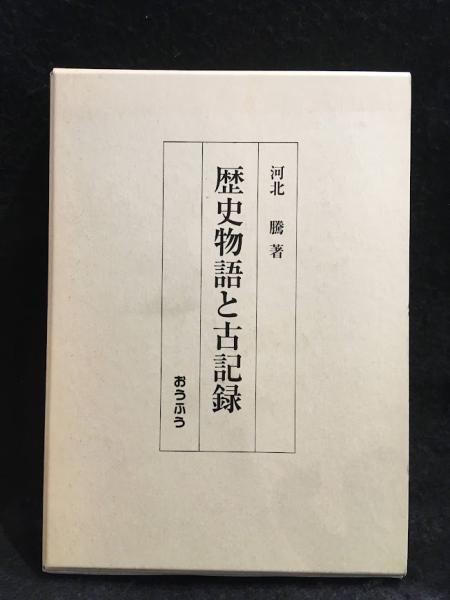 河北 騰 著
歴史物語と古記録
おうふう